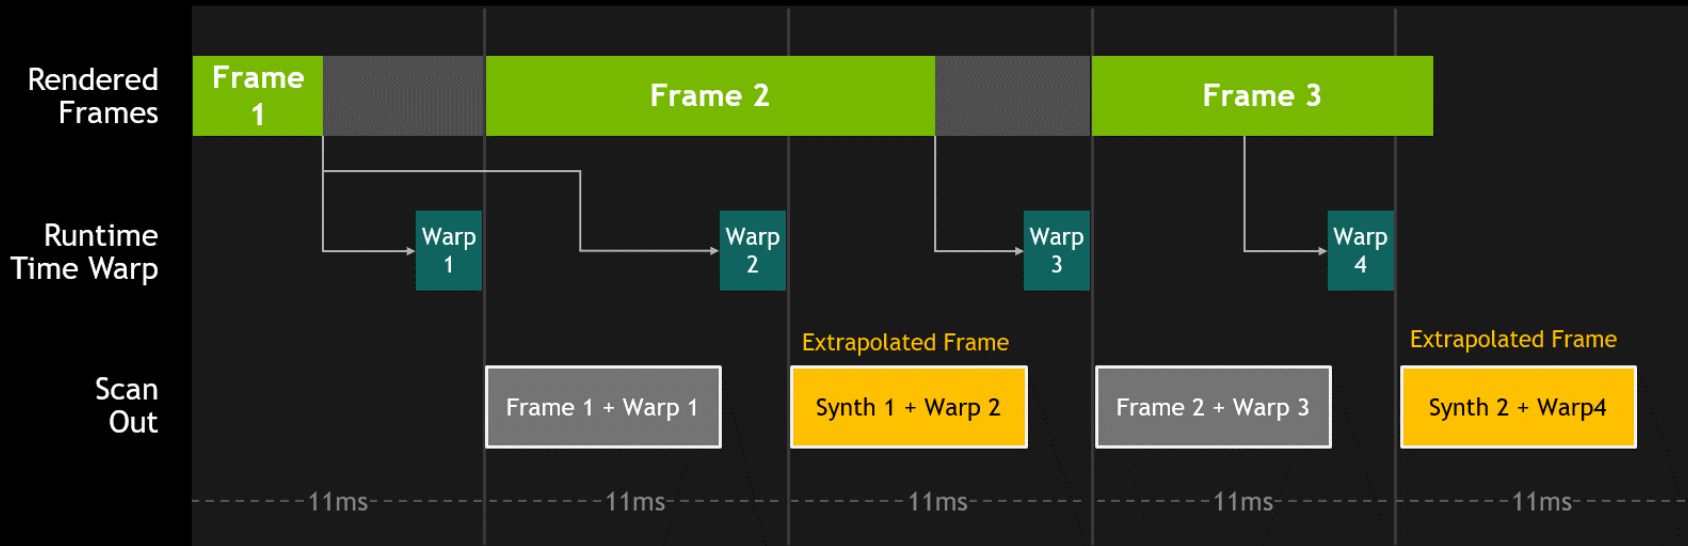 Rendered
Frames
Frame
1
Frame 2
Frame 3
Runtime
Time Warp
Warp
1
Warp
2
Warp
3
Warp
4
Extrapolated Frame
Extrapolated Frame
Scan
Out
Frame 1 + Warp 1
Synth 1 + Warp 2
Frame 2 + Warp 3
Synth 2 + Warp4
11ms
11ms
11ms
11ms
11ms